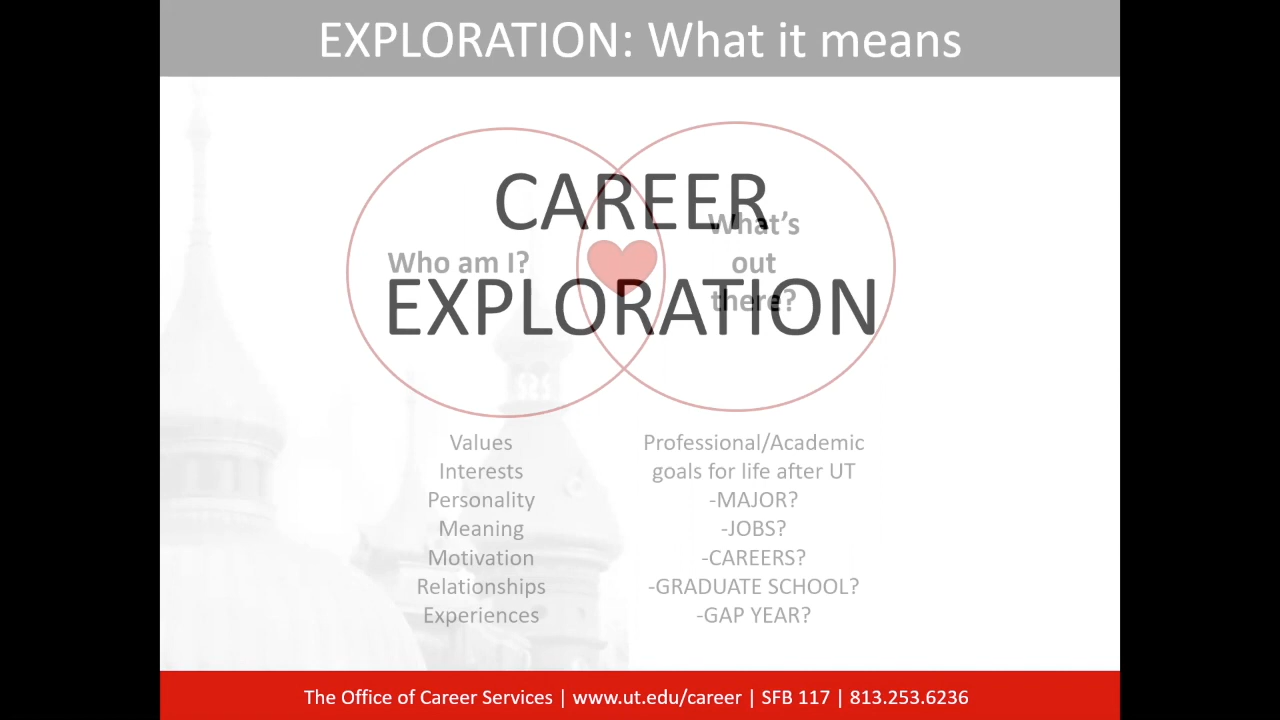 EXPLORATION: What it means
CAREER
EXPLORATION
Who am I?
What's
out
there?
Values
Interests
Personality
Meaning
Motivation
Relationships
Experiences
Professional/Academic
goals for life after UT
-MAJOR?
-JOBS?
-CAREERS?
-GRADUATE SCHOOL?
-GAP YEAR?
The Office of Career Services | www.ut.edu/career | SFB 117 | 813.253.6236